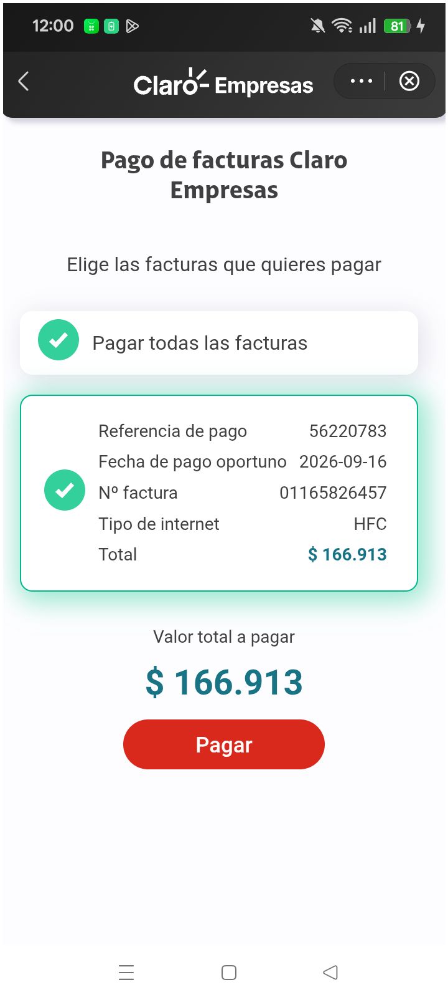 12:00
81
Claro- Empresas
Pago de facturas Claro
Empresas
Elige las facturas que quieres pagar
Pagar todas las facturas
Referencia de pago 56220783
Fecha de pago oportuno 2026-09-16
Nº factura 01165826457
Tipo de internet HFC
Total $ 166.913
Valor total a pagar
$ 166.913
Pagar